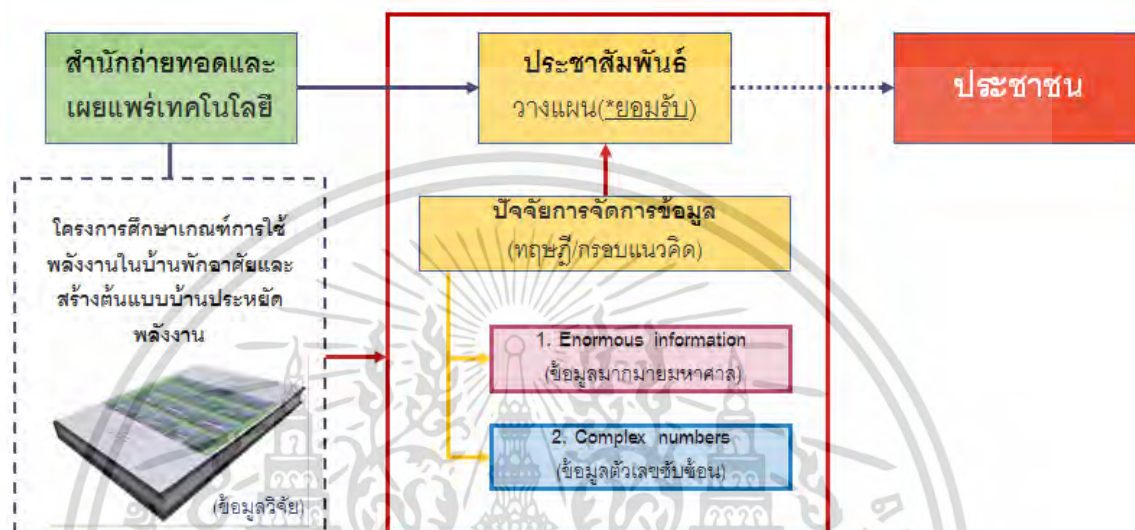 สำนักถ่ายทอดและ
เผยแพร่เทคโนโลยี
ประชาสัมพันธ์
วางแผน(*ยอมรับ)
ประชาชน
โครงการศึกษาเกณฑ์การใช้
พลังงานในบ้านพักอาศัยและ
สร้างต้นแบบบ้านประหยัด
พลังงาน
(ข้อมูลวิจัย)
ปัจจัยการจัดการข้อมูล
(ทฤษฎี/กรอบแนวคิด)
1. Enormous information
(ข้อมูลมากมายมหาศาล)
2. Complex numbers
(ข้อมูลตัวเลขซับซ้อน)